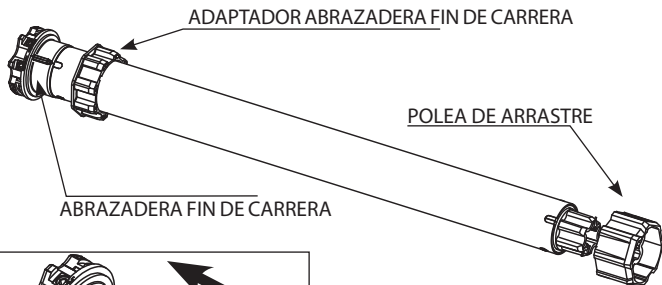 ADAPTADOR ABRAZADERA FIN DE CARRERA
POLEA DE ARRASTRE
ABRAZADERA FIN DE CARRERA